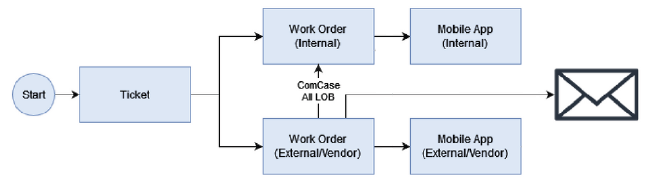 Start
Ticket
Work Order
(Internal)
Mobile App
(Internal)
ComCase
All LOB
Work Order
(External/Vendor)
Mobile App
(External/Vendor)